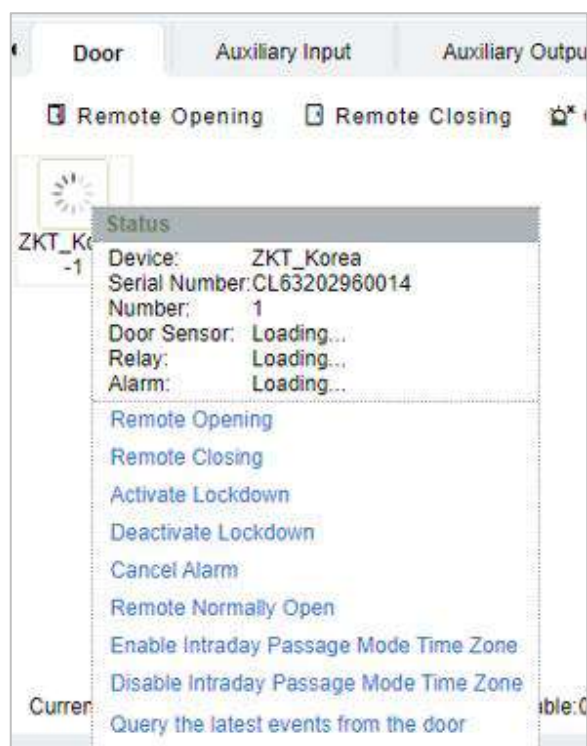 Door Auxiliary Input Auxiliary Outpu
Remote Opening Remote Closing
ZKT_Ko
-1
Status
Device: ZKT_Korea
Serial Number:CL63202960014
Number: 1
Door Sensor: Loading...
Relay: Loading...
Alarm: Loading...
Remote Opening
Remote Closing
Activate Lockdown
Deactivate Lockdown
Cancel Alarm
Remote Normally Open
Enable Intraday Passage Mode Time Zone
Disable Intraday Passage Mode Time Zone
Curren able:0
Query the latest events from the door